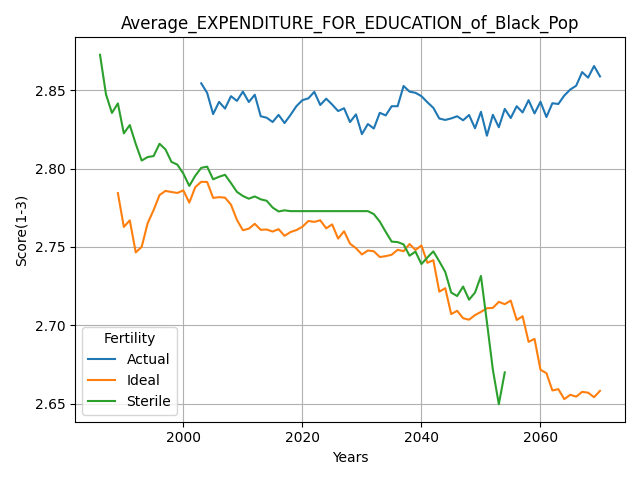 Average_EXPENDITURE_FOR_EDUCATION_of_Black_Pop
Score(1-3)
2.85
2.80
2.75
2.70
2.65
Fertility
Actual
Ideal
Sterile
2000
2020
2040
2060
Years